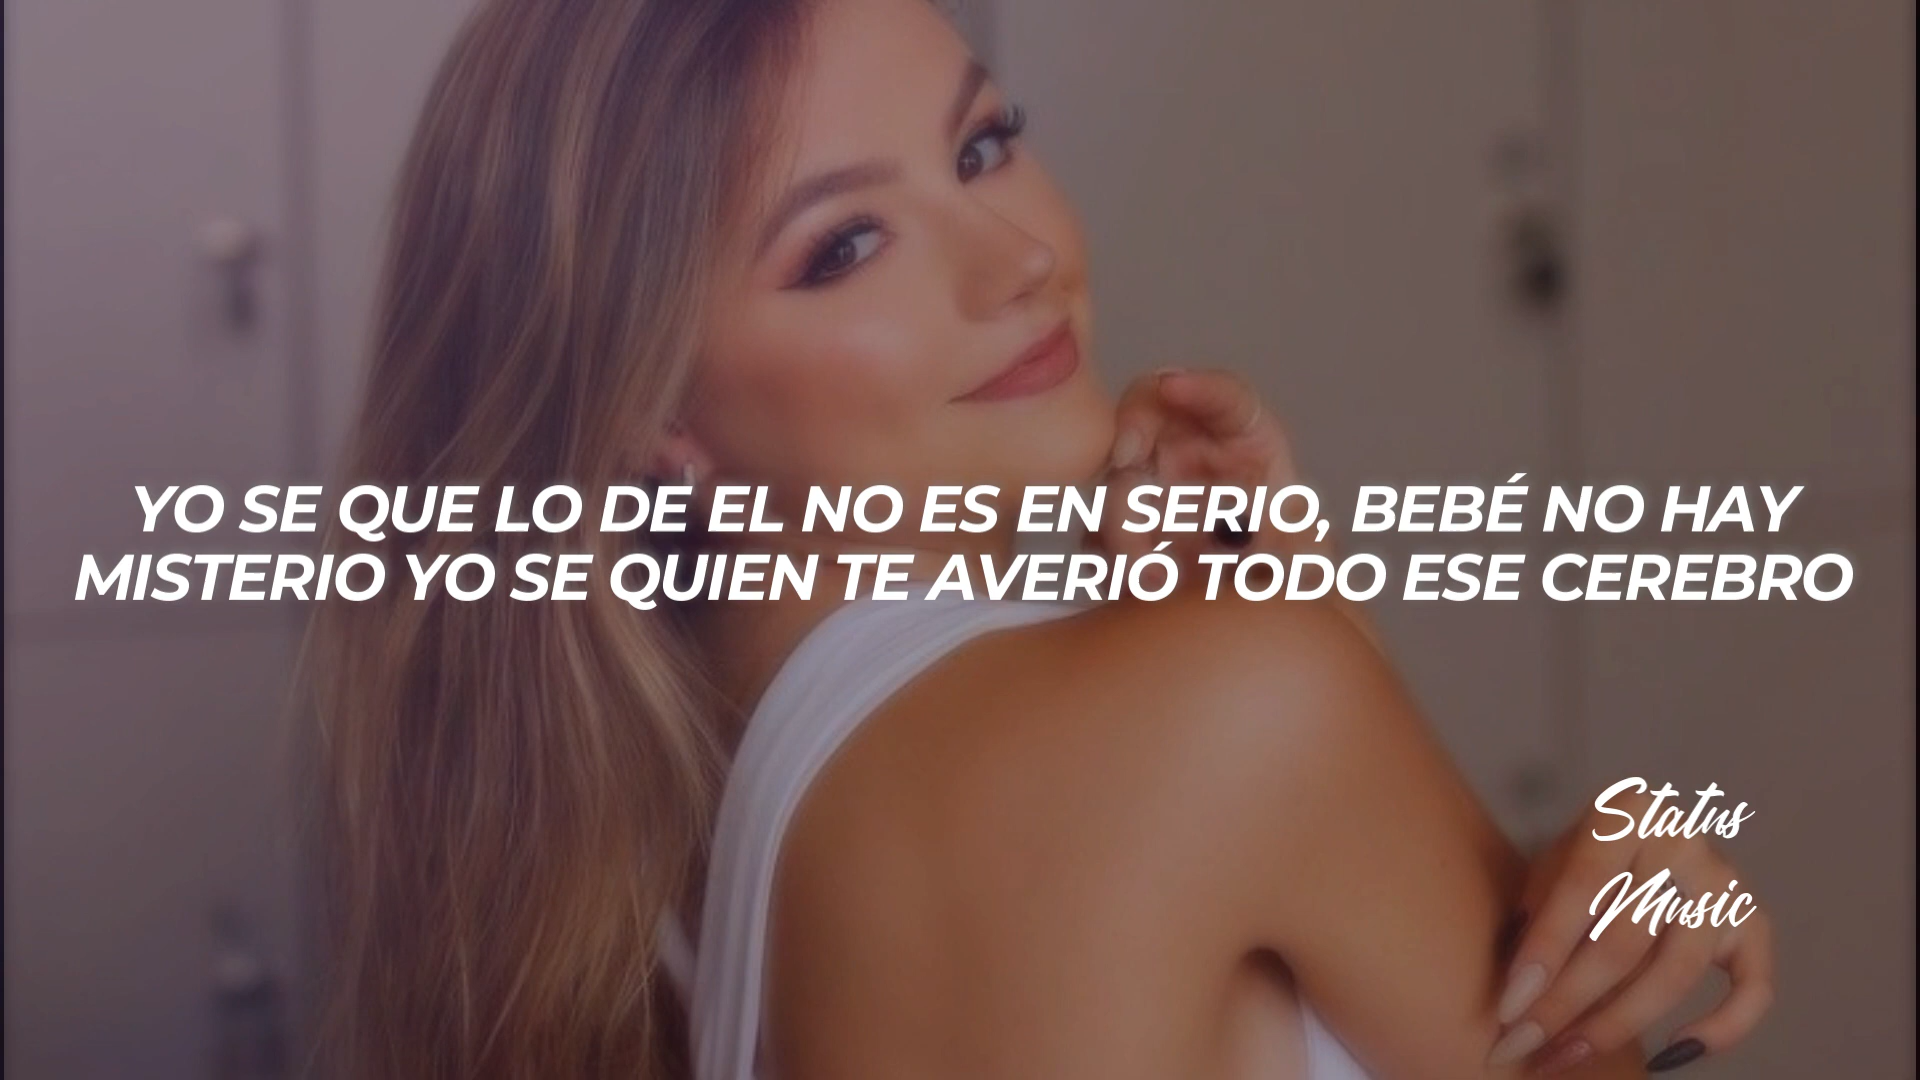 YO SE QUE LO DE EL NO ES EN SERIO, BEBÉ NO HAY
MISTERIO YO SE QUIEN TE AVERIÓ TODO ESE CEREBRO
Status
Music